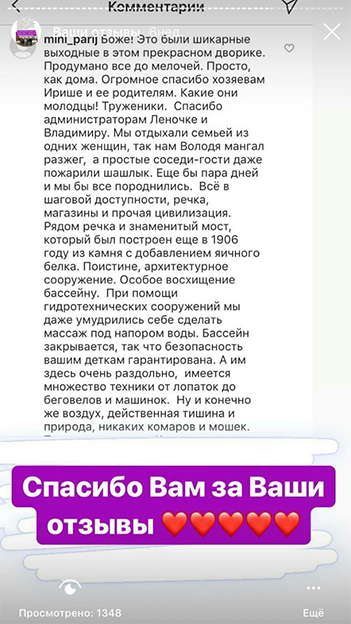 Комментарии
Ваши отзывы
mini_parij Боже! Это были шикарные
выходные в этом прекрасном дворике.
Продумано все до мелочей. Просто,
как дома. Огромное спасибо хозяевам
Ирише и ее родителям. Какие они
молодцы! Труженики. Спасибо
администраторам Леночке и
Владимиру. Мы отдыхали семьей из
одних женщин, так нам Володя мангал
разжег, а простые соседи-гости даже
пожарили шашлык. Еще бы пара дней
и мы бы все породнились. Всё в
шаговой доступности, речка,
магазины и прочая цивилизация.
Рядом речка и знаменитый мост,
который был построен еще в 1906
году из камня с добавлением яичного
белка. Поистине, архитектурное
сооружение. Особое восхищение
бассейну. При помощи
гидротехнических сооружений мы
даже умудрились себе сделать
массаж под напором воды. Бассейн
закрывается, так что безопасность
вашим деткам гарантирована. А им
здесь очень раздольно, имеется
множество техники от лопаток до
беговелов и машинок. Ну и конечно
же воздух, действенная тишина и
природа, никаких комаров и мошек.
Спасибо Вам за Ваши
отзывы ❤️❤️❤️❤️❤️
Просмотрено: 1348
Ещё